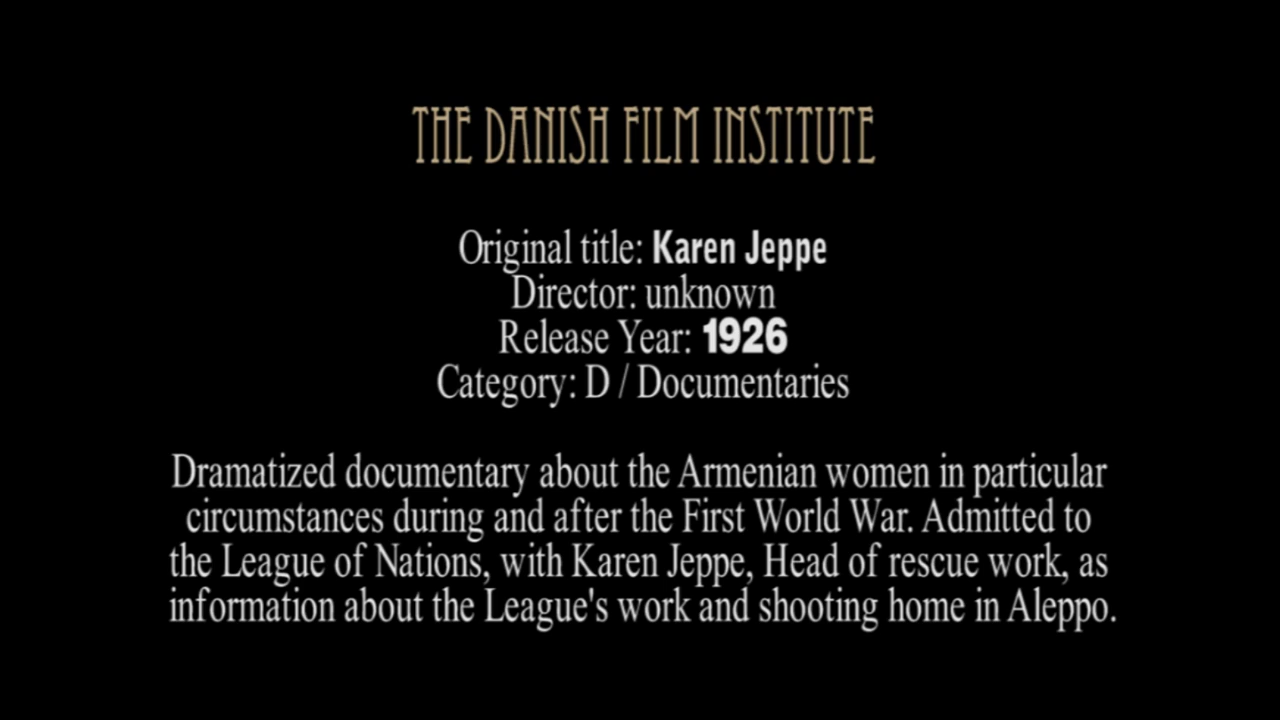 THE DANISH FILM INSTITUTE
Original title: Karen Jeppe
Director: unknown
Release Year: 1926
Category: D / Documentaries
Dramatized documentary about the Armenian women in particular
circumstances during and after the First World War. Admitted to
the League of Nations, with Karen Jeppe, Head of rescue work, as
information about the League's work and shooting home in Aleppo.